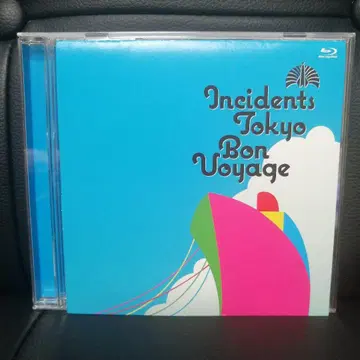 Incidents
Tokyo
Bon
Voyage